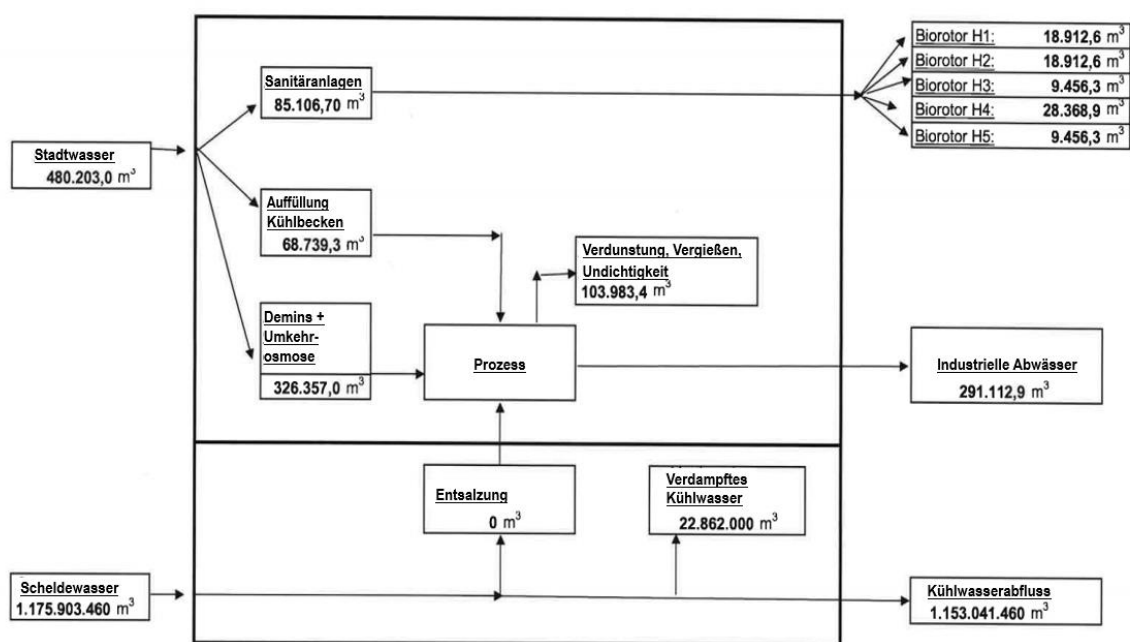 Stadtwasser
480.203,0 m³
Sanitäranlagen
85.106,70 m³
Auffüllung
Kühlbecken
68.739,3 m³
Demins +
Umkehr-
osmose
326.357,0 m³
Prozess
Verdunstung, Vergießen,
Undichtigkeit
103.983,4 m³
Biorotor H1: 18.912,6 m³
Biorotor H2: 18.912,6 m³
Biorotor H3: 9.456,3 m³
Biorotor H4: 28.368,9 m³
Biorotor H5: 9.456,3 m³
Industrielle Abwässer
291.112,9 m³
Entsalzung
0 m³
Verdampftes
Kühlwasser
22.862.000 m³
Scheldewasser
1.175.903.460 m³
Kühlwasserabfluss
1.153.041.460 m³